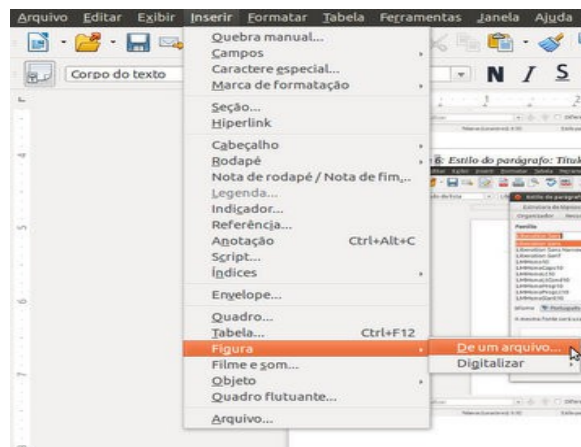 Arquivo Editar Exibir Inserir Formatar Tabela Ferramentas Janela Ajuda
Corpo do texto
N I S
Quebra manual...
Campos
Caractere especial...
Marca de formatação
Seção...
Hiperlink
Cabeçalho
Rodapé
Nota de rodapé / Nota de fim...
Legenda...
Indicador...
Referência...
Anotação Ctrl+Alt+C
Script...
Índices
Envelope...
Quadro...
Tabela... Ctrl+F12
Figura
De um arquivo...
Filme e som...
Digitalizar
Objeto
Quadro flutuante...
Arquivo...
6: Estilo do parágrafo: Títul
Família